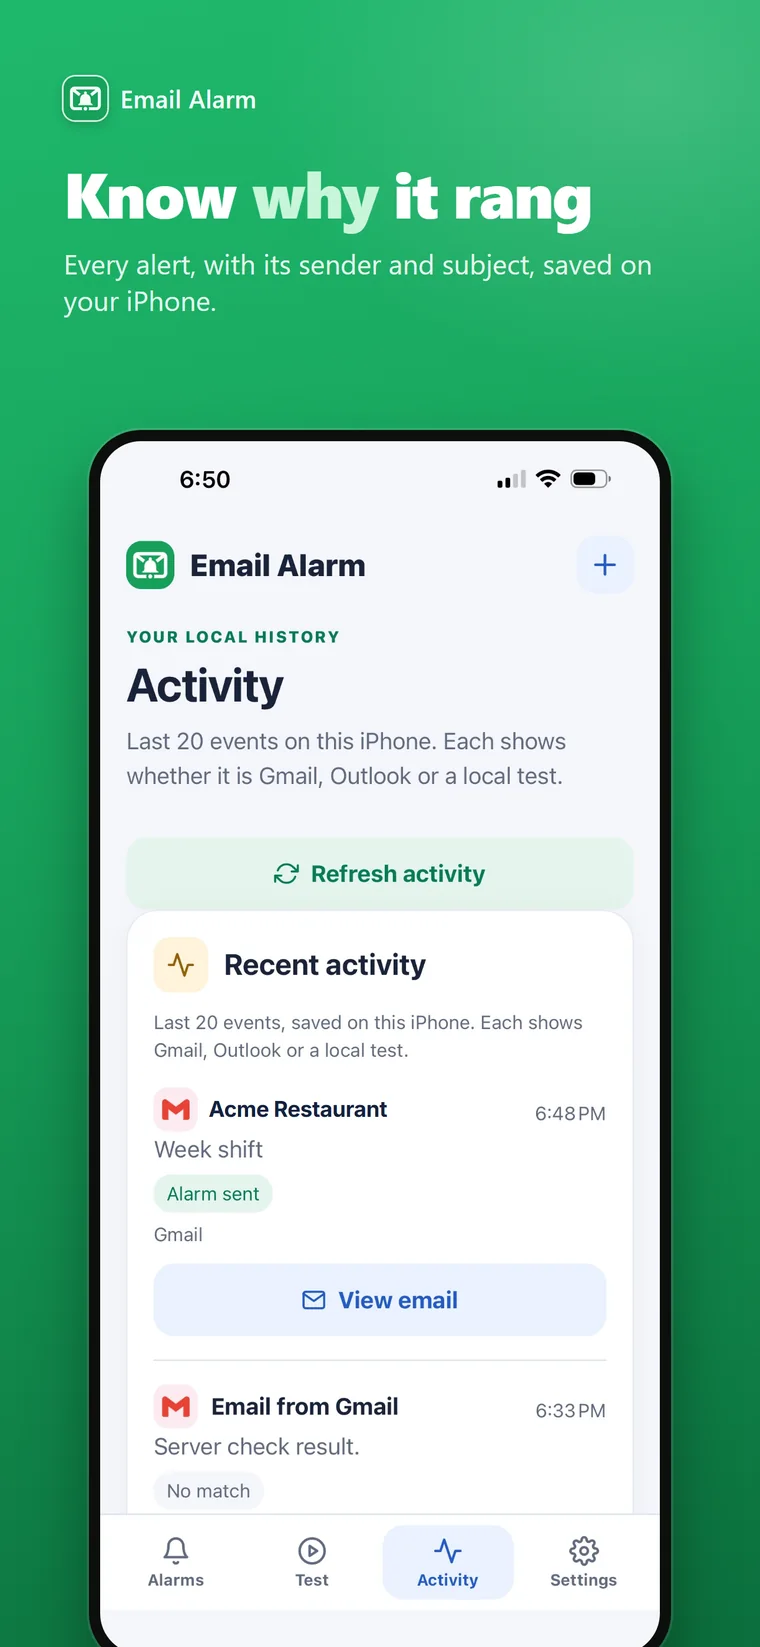 Email Alarm
Know why it rang
Every alert, with its sender and subject, saved on
your iPhone.
6:50
Email Alarm
YOUR LOCAL HISTORY
Activity
Last 20 events on this iPhone. Each shows
whether it is Gmail, Outlook or a local test.
Refresh activity
Recent activity
Last 20 events, saved on this iPhone. Each shows
Gmail, Outlook or a local test.
Acme Restaurant
6:48 PM
Week shift
Alarm sent
Gmail
View email
Email from Gmail
6:33 PM
Server check result.
No match
Alarms
Test
Activity
Settings